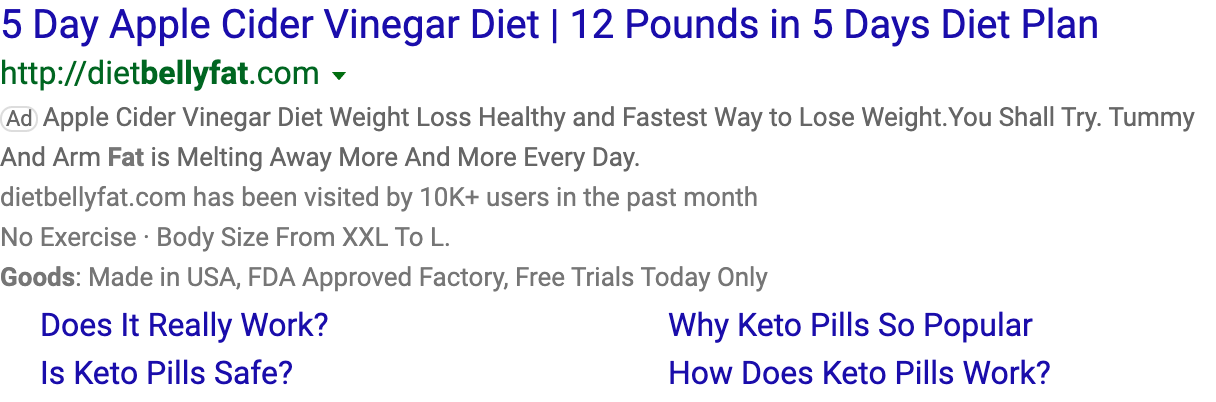 5 Day Apple Cider Vinegar Diet | 12 Pounds in 5 Days Diet Plan
http://dietbellyfat.com
Ad Apple Cider Vinegar Diet Weight Loss Healthy and Fastest Way to Lose Weight.You Shall Try. Tummy
And Arm Fat is Melting Away More And More Every Day.
dietbellyfat.com has been visited by 10K+ users in the past month
No Exercise · Body Size From XXL To L.
Goods: Made in USA, FDA Approved Factory, Free Trials Today Only
Does It Really Work? Why Keto Pills So Popular
Is Keto Pills Safe? How Does Keto Pills Work?